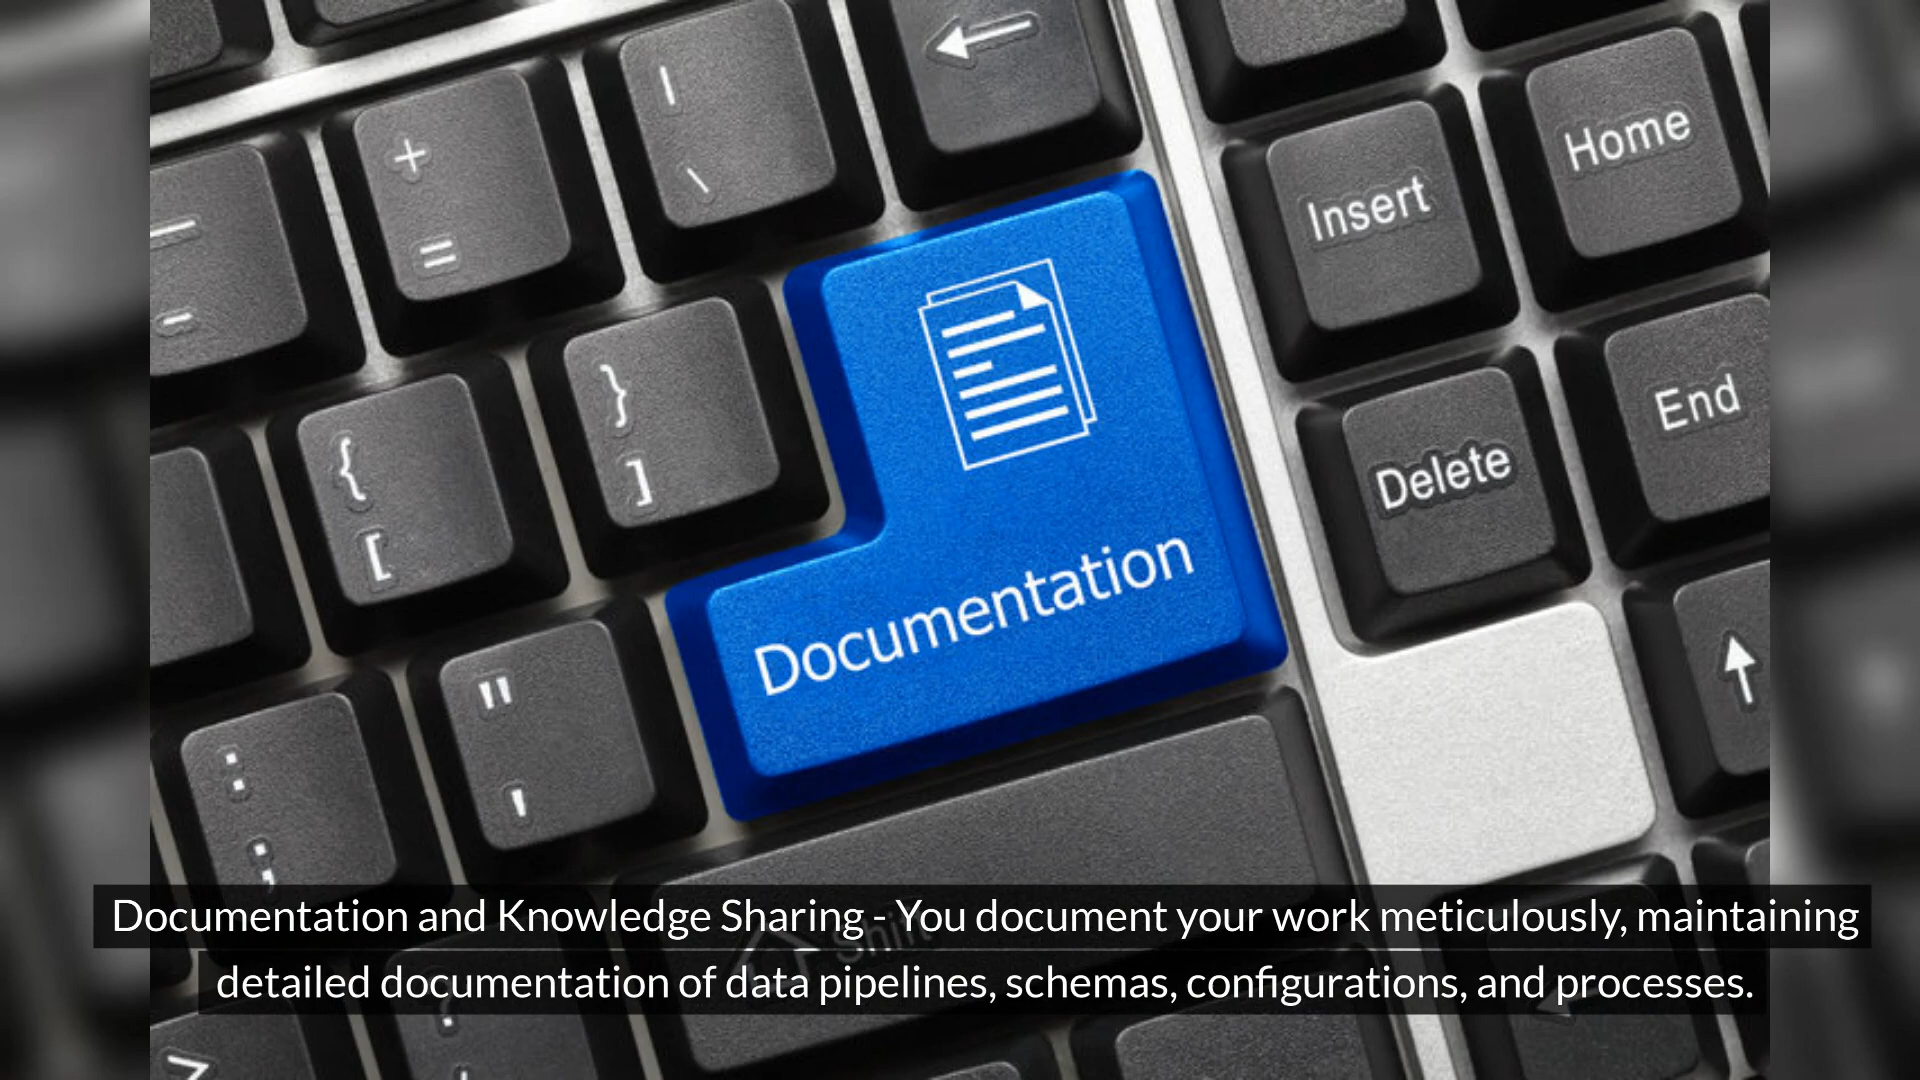 +
=
|
\
Home
Insert
—
-
}
]
{
[
End
Delete
Documentation
"
'
:
;
Shift
Documentation and Knowledge Sharing - You document your work meticulously, maintaining
detailed documentation of data pipelines, schemas, configurations, and processes.
>